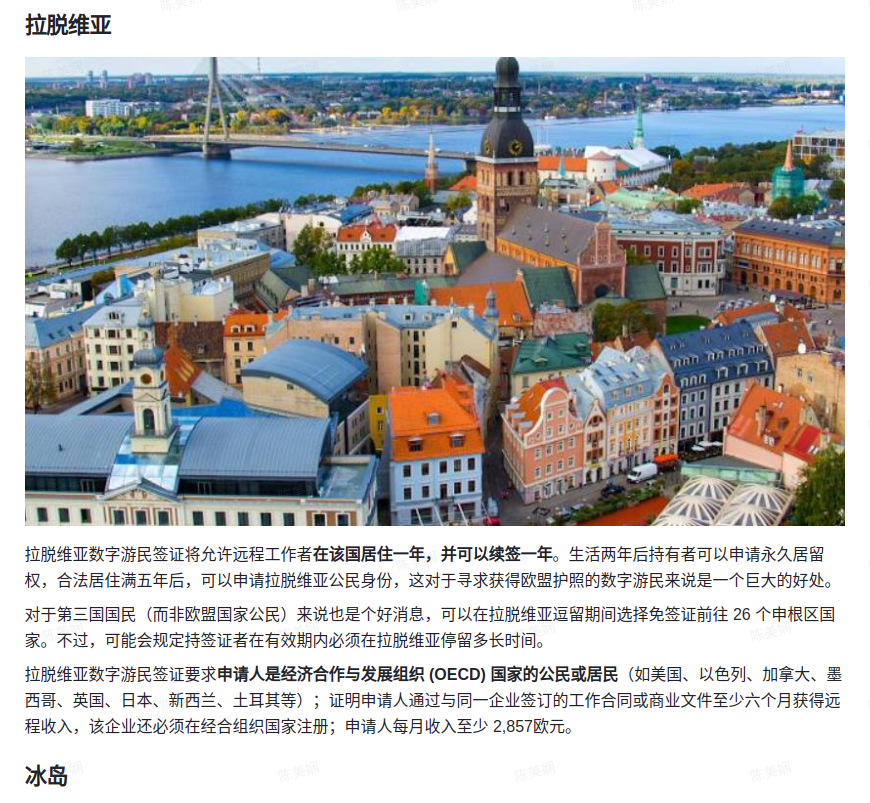 拉脱维亚
拉脱维亚数字游民签证将允许远程工作者在该国居住一年，并可以续签一年。生活两年后持有者可以申请永久居留
权，合法居住满五年后，可以申请拉脱维亚公民身份，这对于寻求获得欧盟护照的数字游民来说是一个巨大的好处。
对于第三国国民（而非欧盟国家公民）来说也是个好消息，可以在拉脱维亚逗留期间选择免签证前往 26 个申根区国
家。不过，可能会规定持签证者在有效期内必须在拉脱维亚停留多长时间。
拉脱维亚数字游民签证要求申请人是经济合作与发展组织 (OECD) 国家的公民或居民（如美国、以色列、加拿大、墨
西哥、英国、日本、新西兰、土耳其等）；证明申请人通过与同一企业签订的工作合同或商业文件至少六个月获得远
程收入，该企业还必须在经合组织国家注册；申请人每月收入至少 2,857欧元。
冰岛